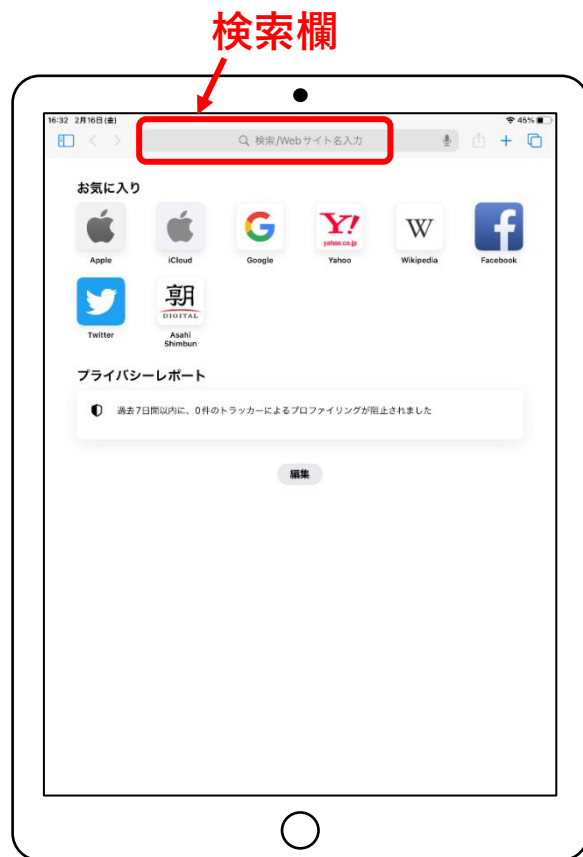 検索欄
16:32 2月16日(金) 45%
検索/Webサイト名入力
お気に入り
Apple iCloud Google Yahoo Wikipedia Facebook
Y! yahoo.co.jp W f
朝 DIGITAL
Twitter Asahi Shimbun
プライバシーレポート
過去7日間以内に、0件のトラッカーによるプロファイリングが阻止されました
編集